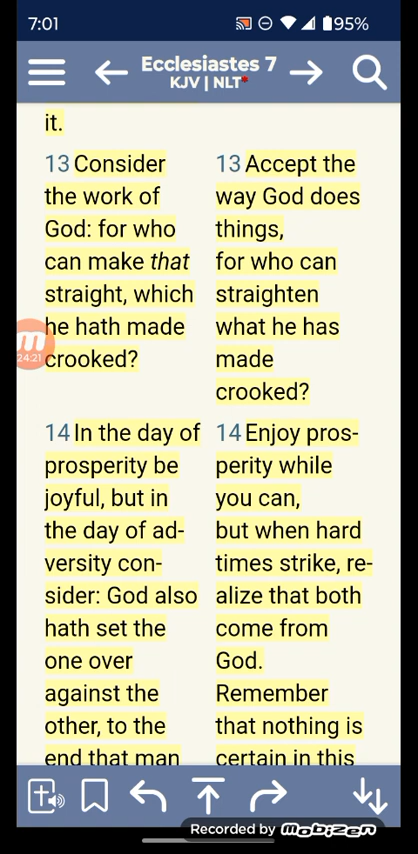 7:01
95%
Ecclesiastes 7
KJV | NLT*
it.
13 Consider
the work of
God: for who
can make that
straight, which
he hath made
crooked?
14 In the day of
prosperity be
joyful, but in
the day of ad-
versity con-
sider: God also
hath set the
one over
against the
other, to the
end that man
13 Accept the
way God does
things,
for who can
straighten
what he has
made
crooked?
14 Enjoy pros-
perity while
you can,
but when hard
times strike, re-
alize that both
come from
God.
Remember
that nothing is
certain in this
m
24:21
Recorded by mobizen